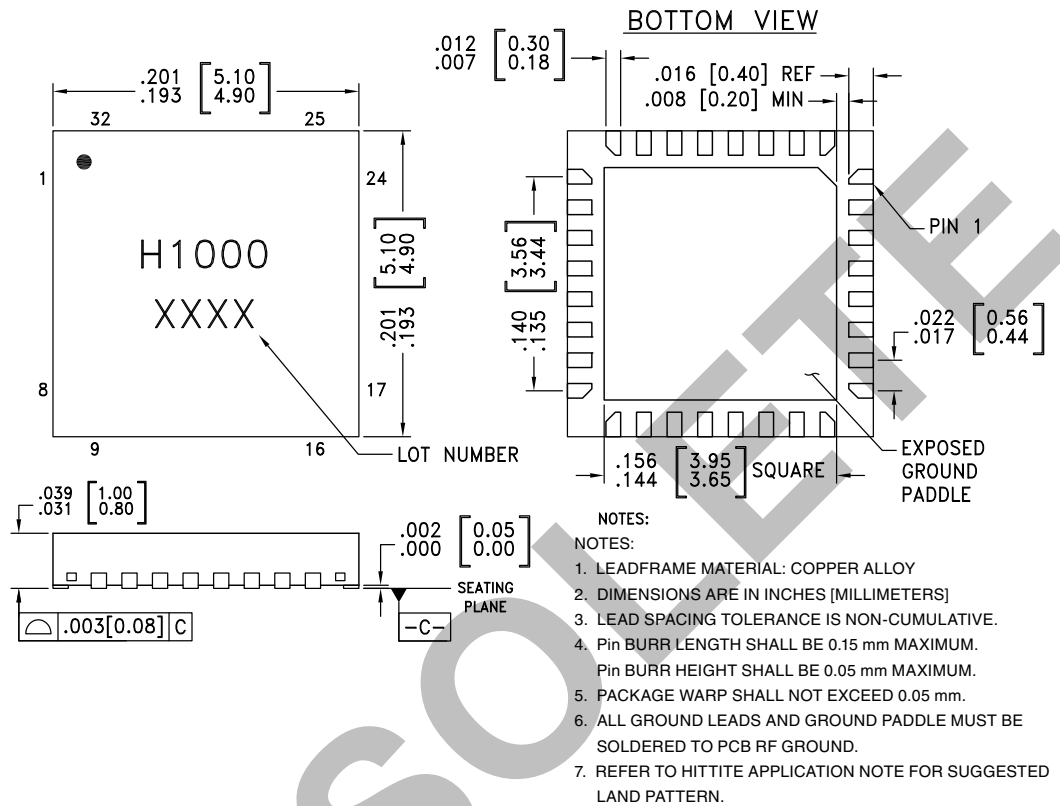 BOTTOM VIEW
.201 [5.10]
.193 [4.90]
32 25
1 24
H1000
XXXX
8 17
9 16
[5.10]
[4.90]
.201
.193
LOT NUMBER
.012 [0.30]
.007 [0.18]
.016 [0.40] REF
.008 [0.20] MIN
PIN 1
[3.56]
[3.44]
.140
.135
.022 [0.56]
.017 [0.44]
.156 [3.95] SQUARE
.144 [3.65]
EXPOSED
GROUND
PADDLE
.039 [1.00]
.031 [0.80]
.002 [0.05]
.000 [0.00]
SEATING
PLANE
.003[0.08] C
-C-
NOTES:
NOTES:
1. LEADFRAME MATERIAL: COPPER ALLOY
2. DIMENSIONS ARE IN INCHES [MILLIMETERS]
3. LEAD SPACING TOLERANCE IS NON-CUMULATIVE.
4. Pin BURR LENGTH SHALL BE 0.15 mm MAXIMUM.
Pin BURR HEIGHT SHALL BE 0.05 mm MAXIMUM.
5. PACKAGE WARP SHALL NOT EXCEED 0.05 mm.
6. ALL GROUND LEADS AND GROUND PADDLE MUST BE
SOLDERED TO PCB RF GROUND.
7. REFER TO HITTITE APPLICATION NOTE FOR SUGGESTED
LAND PATTERN.
SOLETE